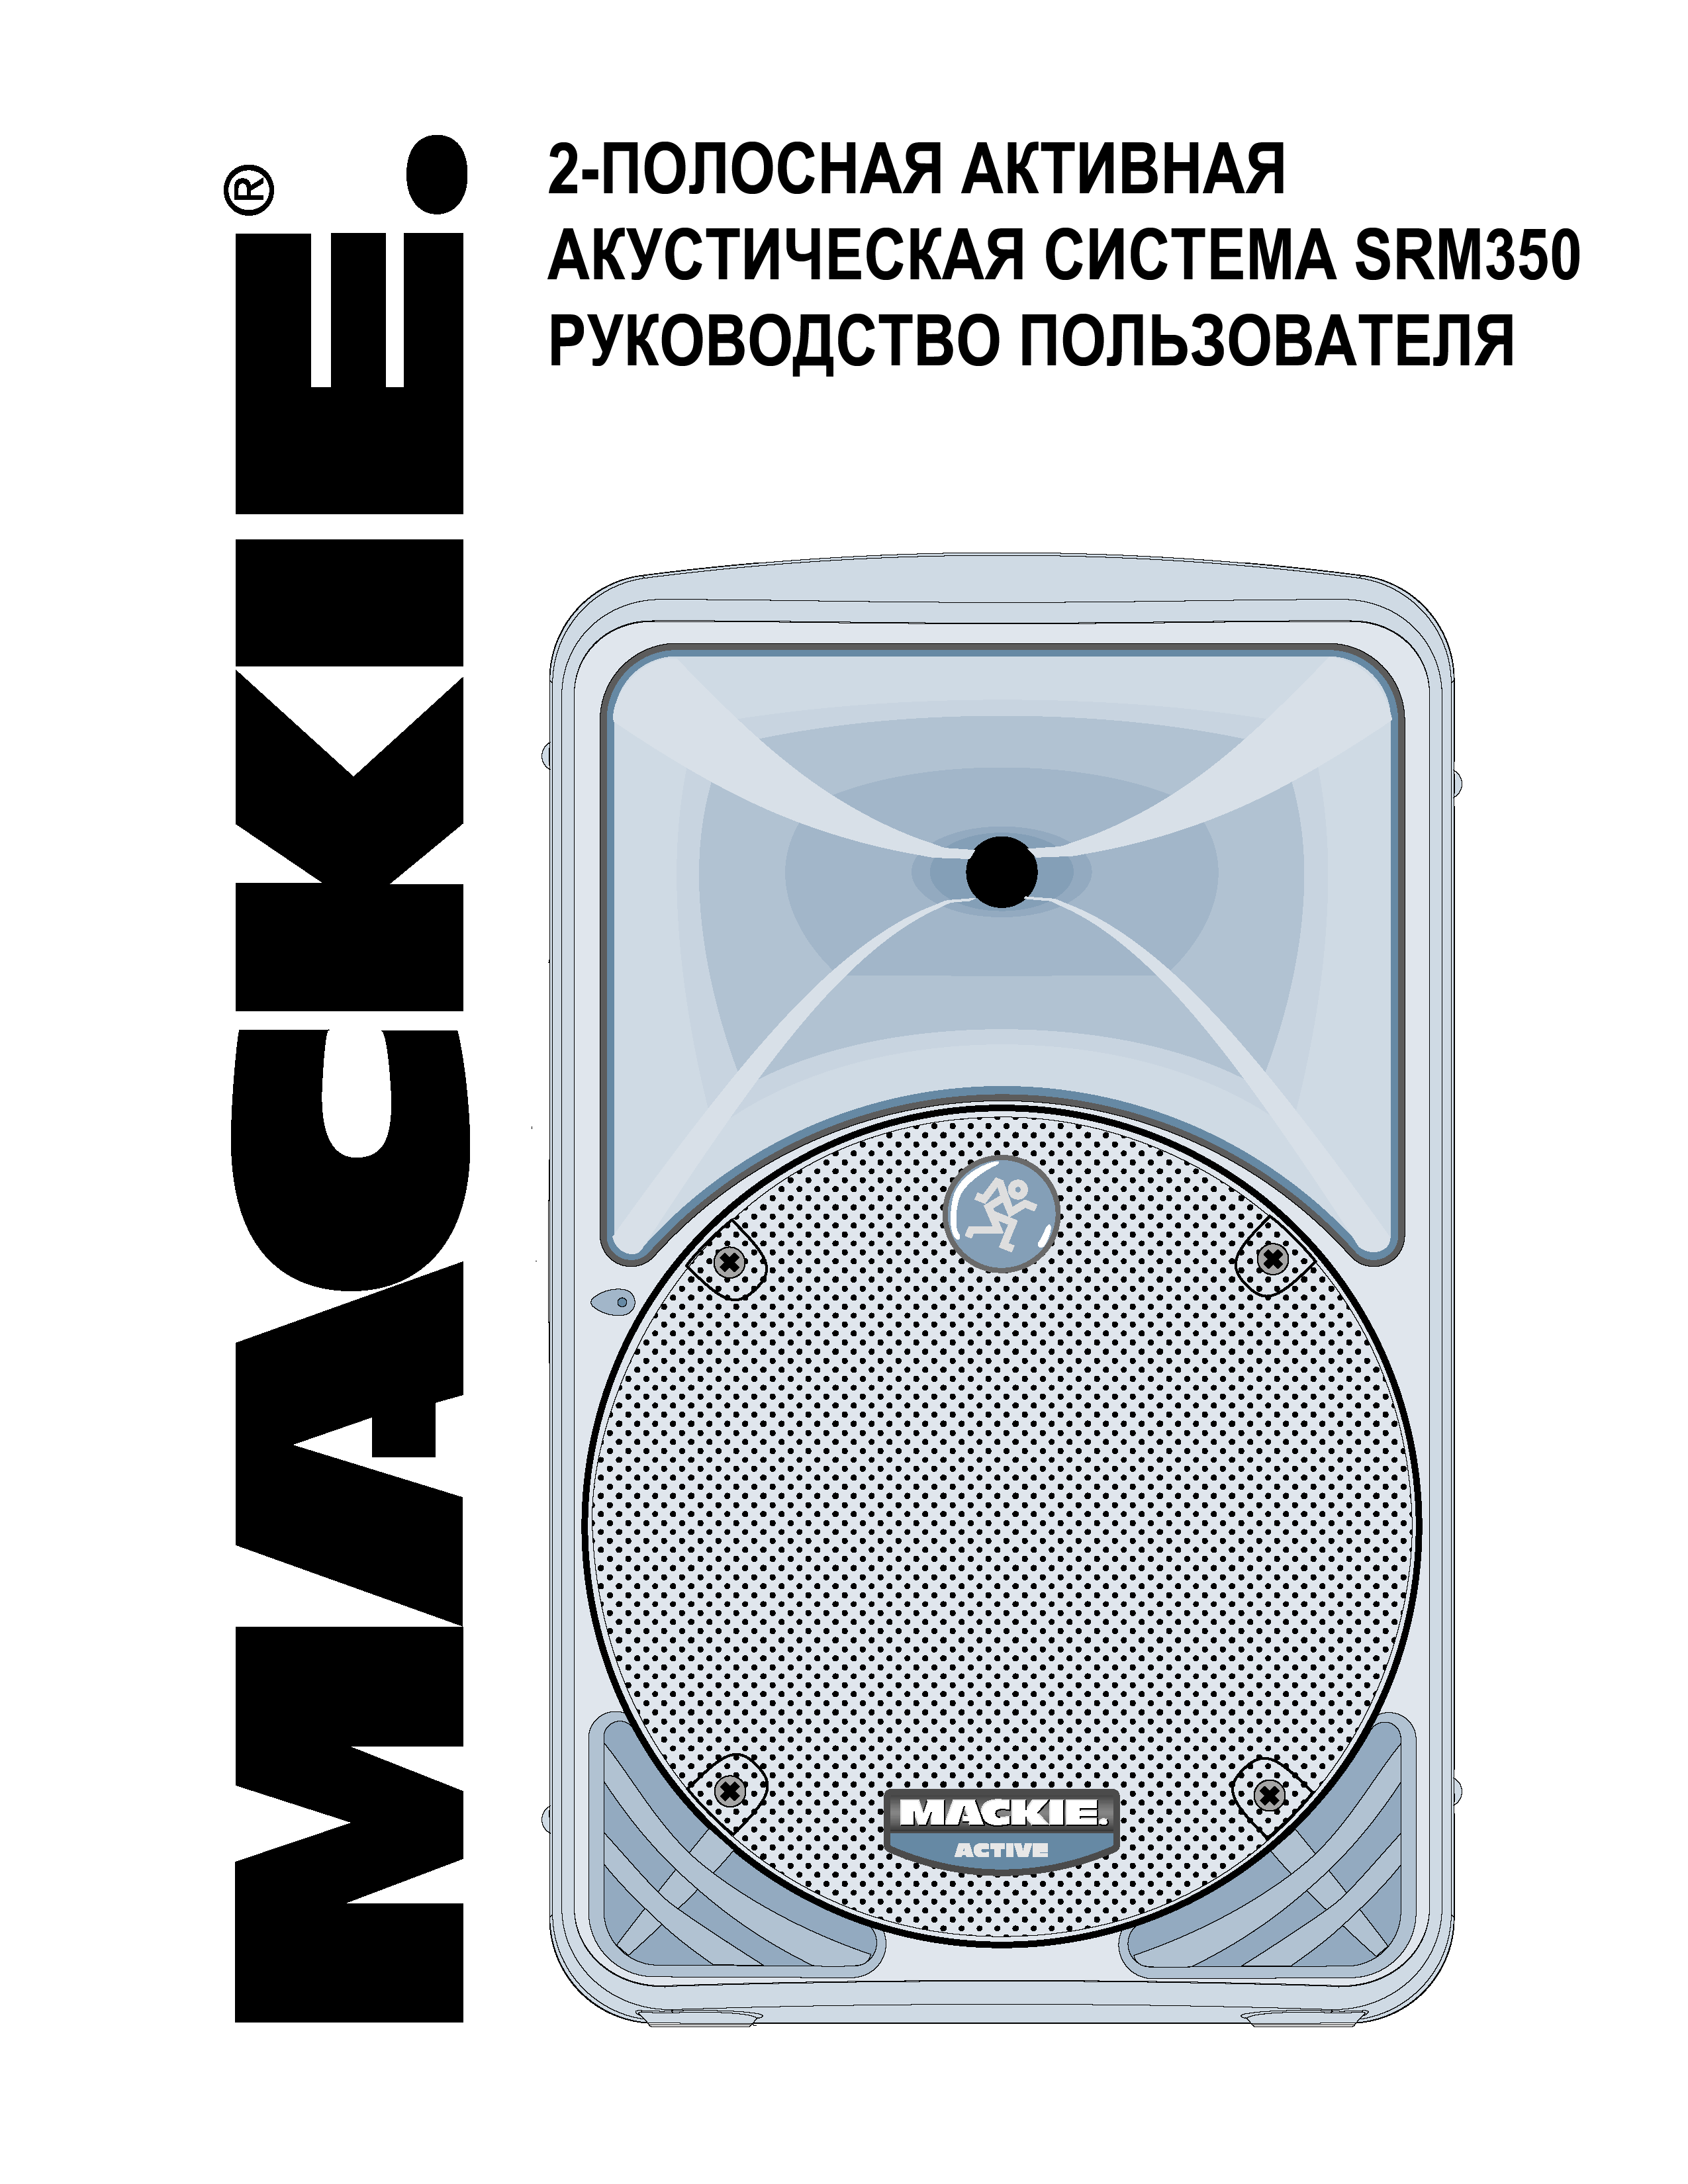 MACKIE.®
2-ПОЛОСНАЯ АКТИВНАЯ
АКУСТИЧЕСКАЯ СИСТЕМА SRM350
РУКОВОДСТВО ПОЛЬЗОВАТЕЛЯ
MACKIE.
ACTIVE